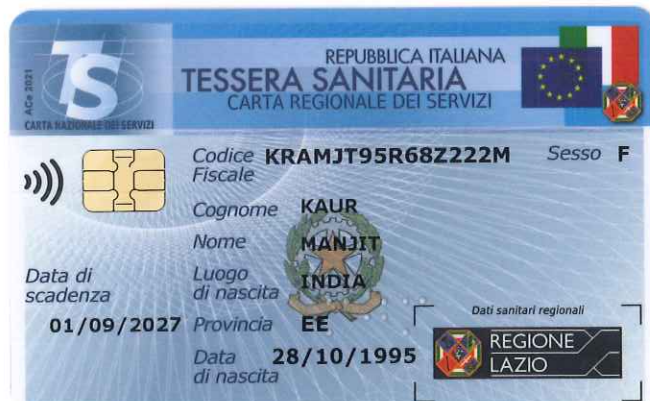 TS
ACe 2021
CARTA NAZIONALE DEI SERVIZI
REPUBBLICA ITALIANA
TESSERA SANITARIA
CARTA REGIONALE DEI SERVIZI
Codice Fiscale KRAMJT95R68Z222M Sesso F
Cognome KAUR
Nome MANJIT
Luogo di nascita INDIA
Data di scadenza 01/09/2027
Provincia EE
Data di nascita 28/10/1995
Dati sanitari regionali
REGIONE
LAZIO